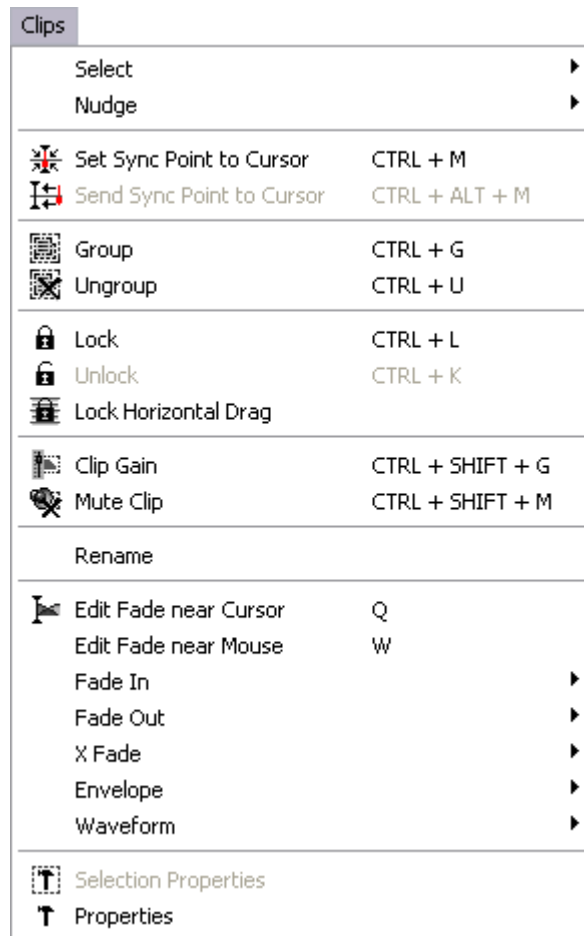 Clips
Select
Nudge
Set Sync Point to Cursor CTRL + M
Send Sync Point to Cursor CTRL + ALT + M
Group CTRL + G
Ungroup CTRL + U
Lock CTRL + L
Unlock CTRL + K
Lock Horizontal Drag
Clip Gain CTRL + SHIFT + G
Mute Clip CTRL + SHIFT + M
Rename
Edit Fade near Cursor Q
Edit Fade near Mouse W
Fade In
Fade Out
X Fade
Envelope
Waveform
Selection Properties
Properties